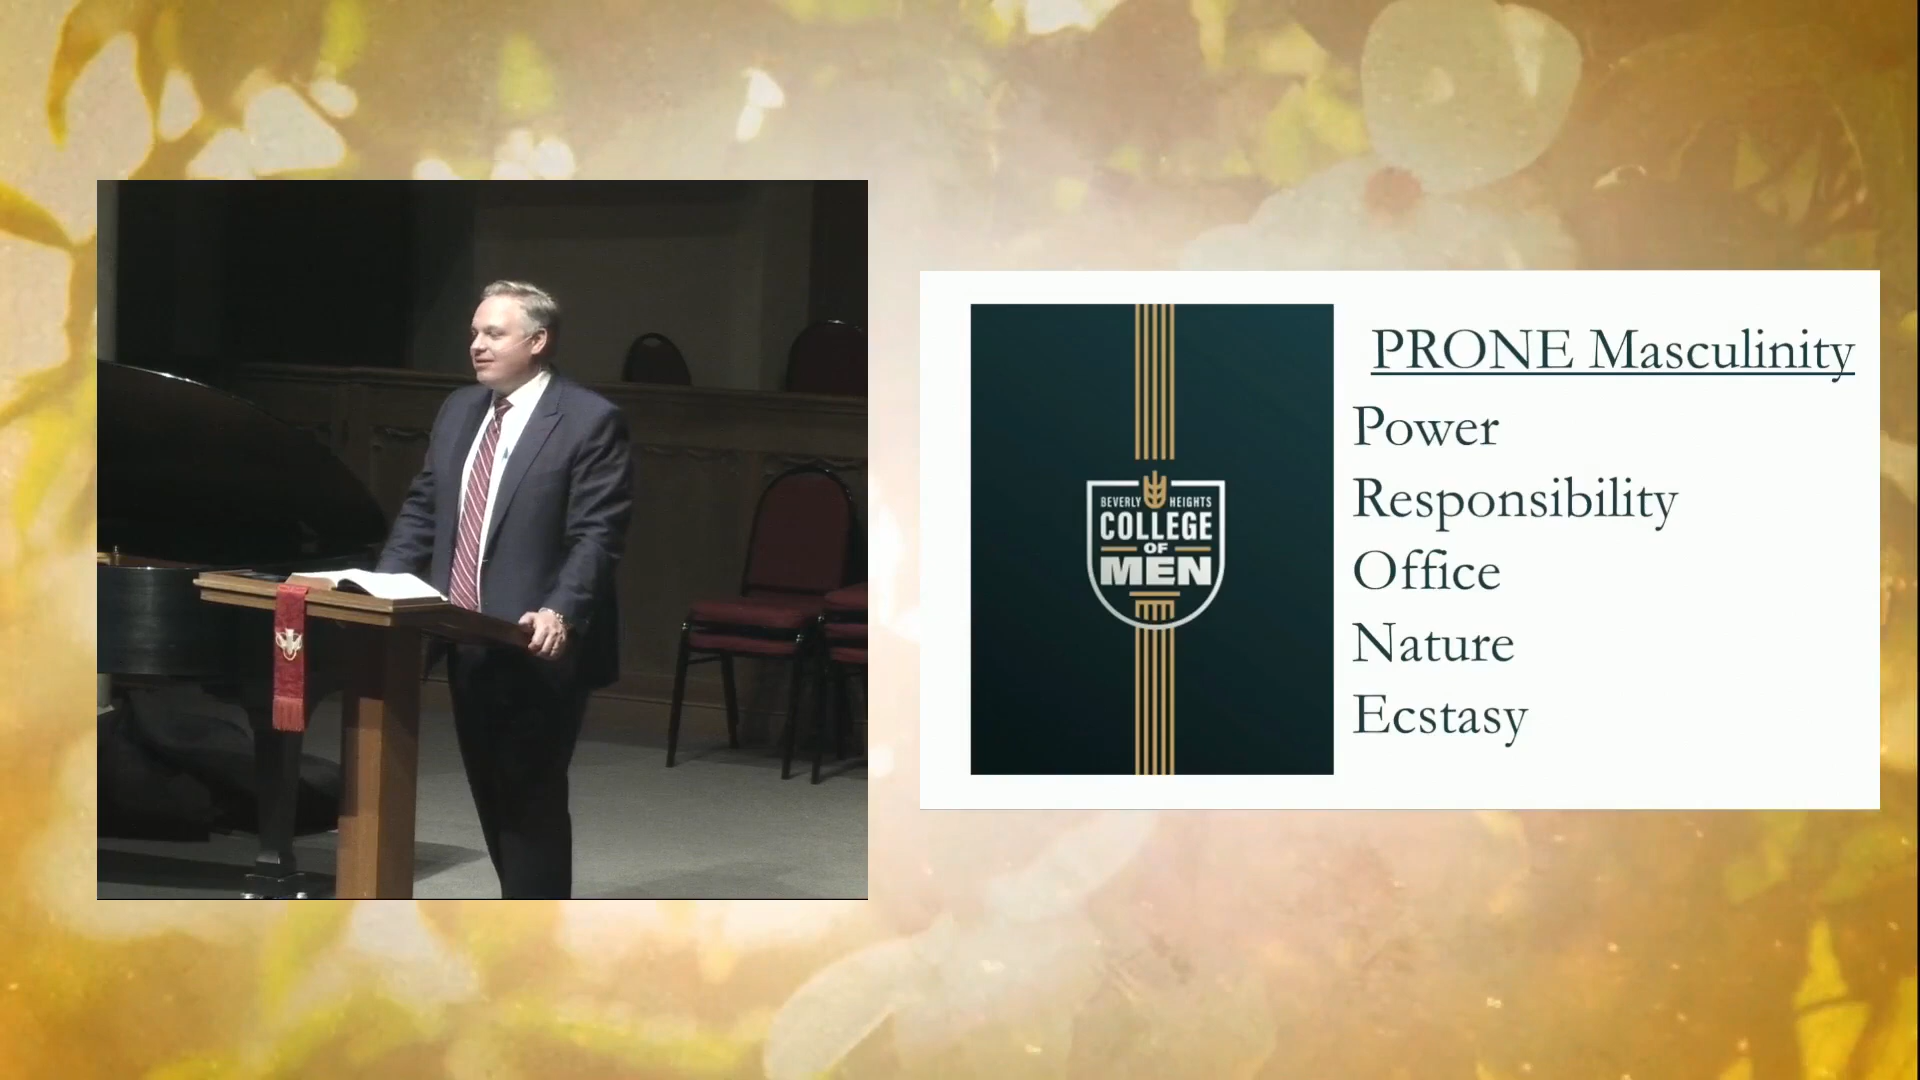 BEVERLY HEIGHTS
COLLEGE
OF
MEN
PRONE Masculinity
Power
Responsibility
Office
Nature
Ecstasy